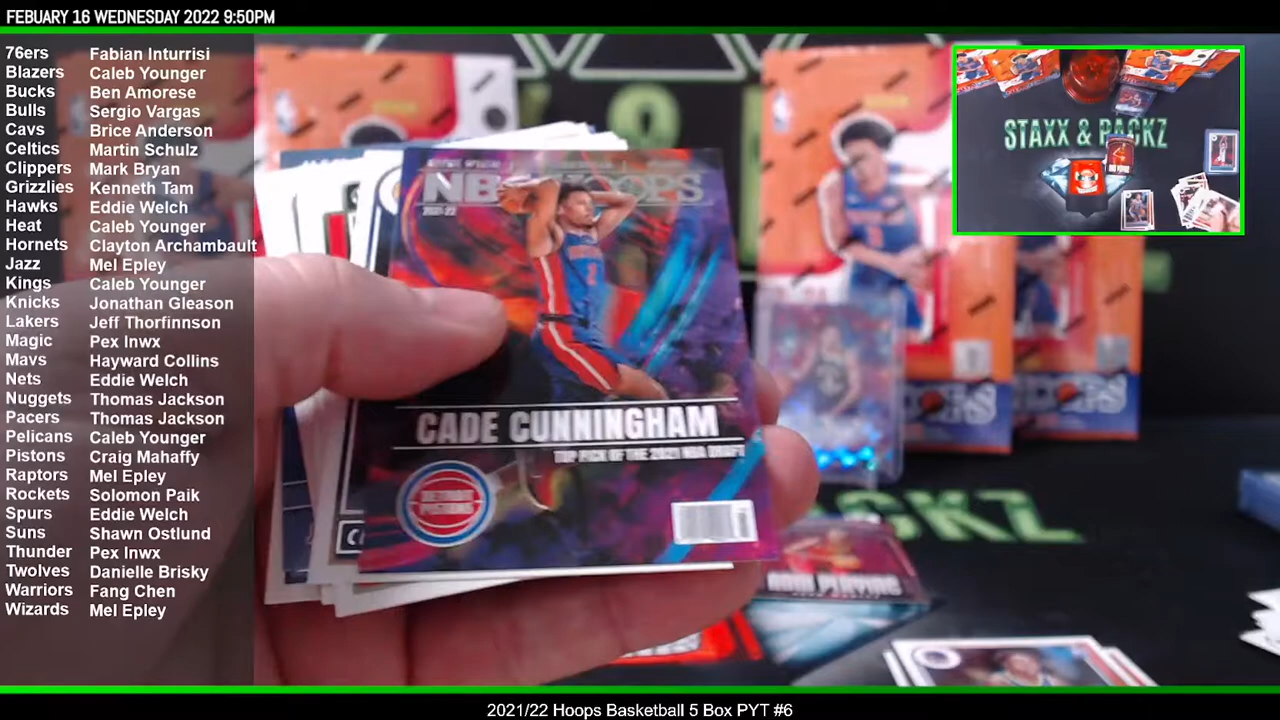 FEBUARY 16 WEDNESDAY 2022 9:50PM
76ers Fabian Inturrisi
Blazers Caleb Younger
Bucks Ben Amorese
Bulls Sergio Vargas
Cavs Brice Anderson
Celtics Martin Schulz
Clippers Mark Bryan
Grizzlies Kenneth Tam
Hawks Eddie Welch
Heat Caleb Younger
Hornets Clayton Archambault
Jazz Mel Epley
Kings Caleb Younger
Knicks Jonathan Gleason
Lakers Jeff Thorfinnson
Magic Pex Inwx
Mavs Hayward Collins
Nets Eddie Welch
Nuggets Thomas Jackson
Pacers Thomas Jackson
Pelicans Caleb Younger
Pistons Craig Mahaffy
Raptors Mel Epley
Rockets Solomon Paik
Spurs Eddie Welch
Suns Shawn Ostlund
Thunder Pex Inwx
Twolves Danielle Brisky
Warriors Fang Chen
Wizards Mel Epley
STAXX & PACKZ
NBA HOOPS
2021-22
CADE CUNNINGHAM
TOP PICK OF THE 2021 NBA DRAFT
DETROIT
PISTONS
2021/22 Hoops Basketball 5 Box PYT #6